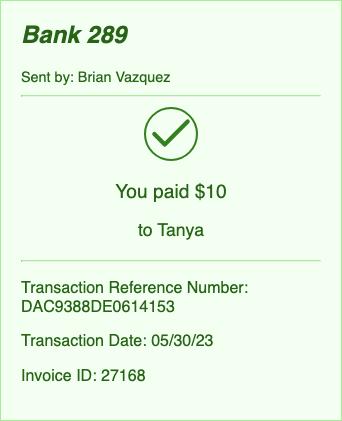 Bank 289
Sent by: Brian Vazquez
You paid $10
to Tanya
Transaction Reference Number:
DAC9388DE0614153
Transaction Date: 05/30/23
Invoice ID: 27168